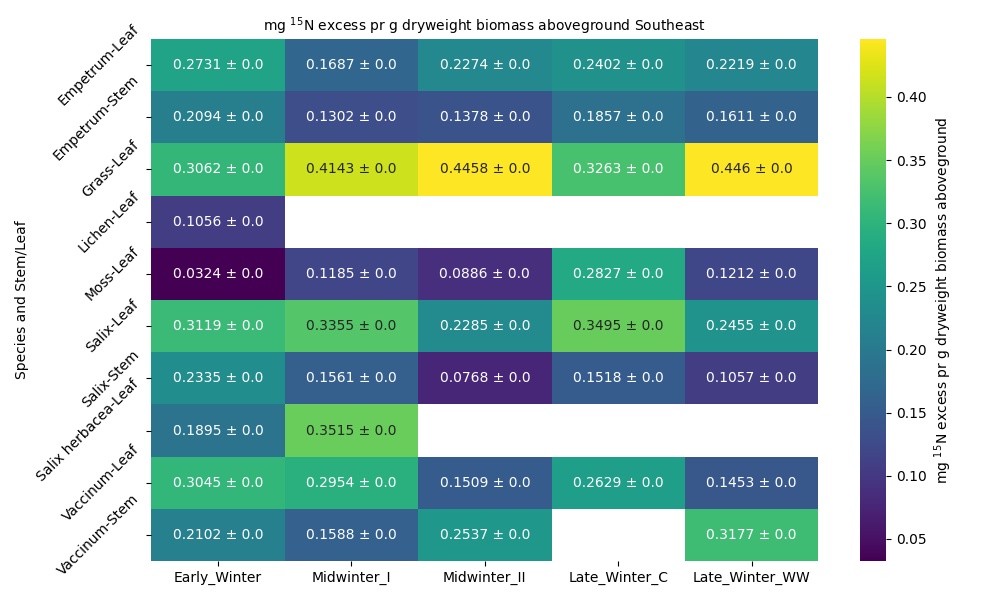 mg ¹⁵N excess pr g dryweight biomass aboveground Southeast
Species and Stem/Leaf
Empetrum-Leaf 0.2731 ± 0.0 0.1687 ± 0.0 0.2274 ± 0.0 0.2402 ± 0.0 0.2219 ± 0.0
Empetrum-Stem 0.2094 ± 0.0 0.1302 ± 0.0 0.1378 ± 0.0 0.1857 ± 0.0 0.1611 ± 0.0
Grass-Leaf 0.3062 ± 0.0 0.4143 ± 0.0 0.4458 ± 0.0 0.3263 ± 0.0 0.446 ± 0.0
Lichen-Leaf 0.1056 ± 0.0
Moss-Leaf 0.0324 ± 0.0 0.1185 ± 0.0 0.0886 ± 0.0 0.2827 ± 0.0 0.1212 ± 0.0
Salix-Leaf 0.3119 ± 0.0 0.3355 ± 0.0 0.2285 ± 0.0 0.3495 ± 0.0 0.2455 ± 0.0
Salix-Stem 0.2335 ± 0.0 0.1561 ± 0.0 0.0768 ± 0.0 0.1518 ± 0.0 0.1057 ± 0.0
Salix herbacea-Leaf 0.1895 ± 0.0 0.3515 ± 0.0
Vaccinum-Leaf 0.3045 ± 0.0 0.2954 ± 0.0 0.1509 ± 0.0 0.2629 ± 0.0 0.1453 ± 0.0
Vaccinum-Stem 0.2102 ± 0.0 0.1588 ± 0.0 0.2537 ± 0.0 0.3177 ± 0.0
Early_Winter Midwinter_I Midwinter_II Late_Winter_C Late_Winter_WW
0.40
0.35
0.30
0.25
0.20
0.15
0.10
0.05
mg ¹⁵N excess pr g dryweight biomass aboveground